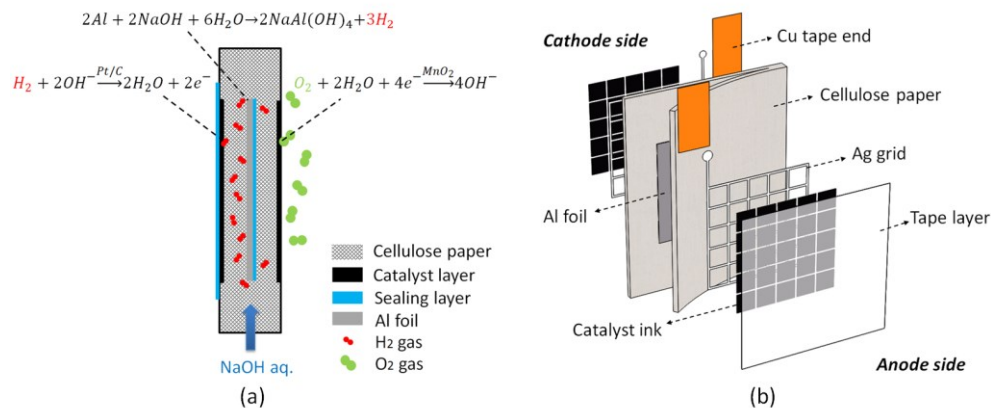 2Al + 2NaOH + 6H₂O→2NaAl(OH)₄+3H₂
H₂ + 2OH⁻ Pt/C→ 2H₂O + 2e⁻
O₂ + 2H₂O + 4e⁻ MnO₂→ 4OH⁻
Cellulose paper
Catalyst layer
Sealing layer
Al foil
H₂ gas
O₂ gas
NaOH aq.
(a)
Cathode side
Cu tape end
Cellulose paper
Ag grid
Al foil
Tape layer
Catalyst ink
Anode side
(b)